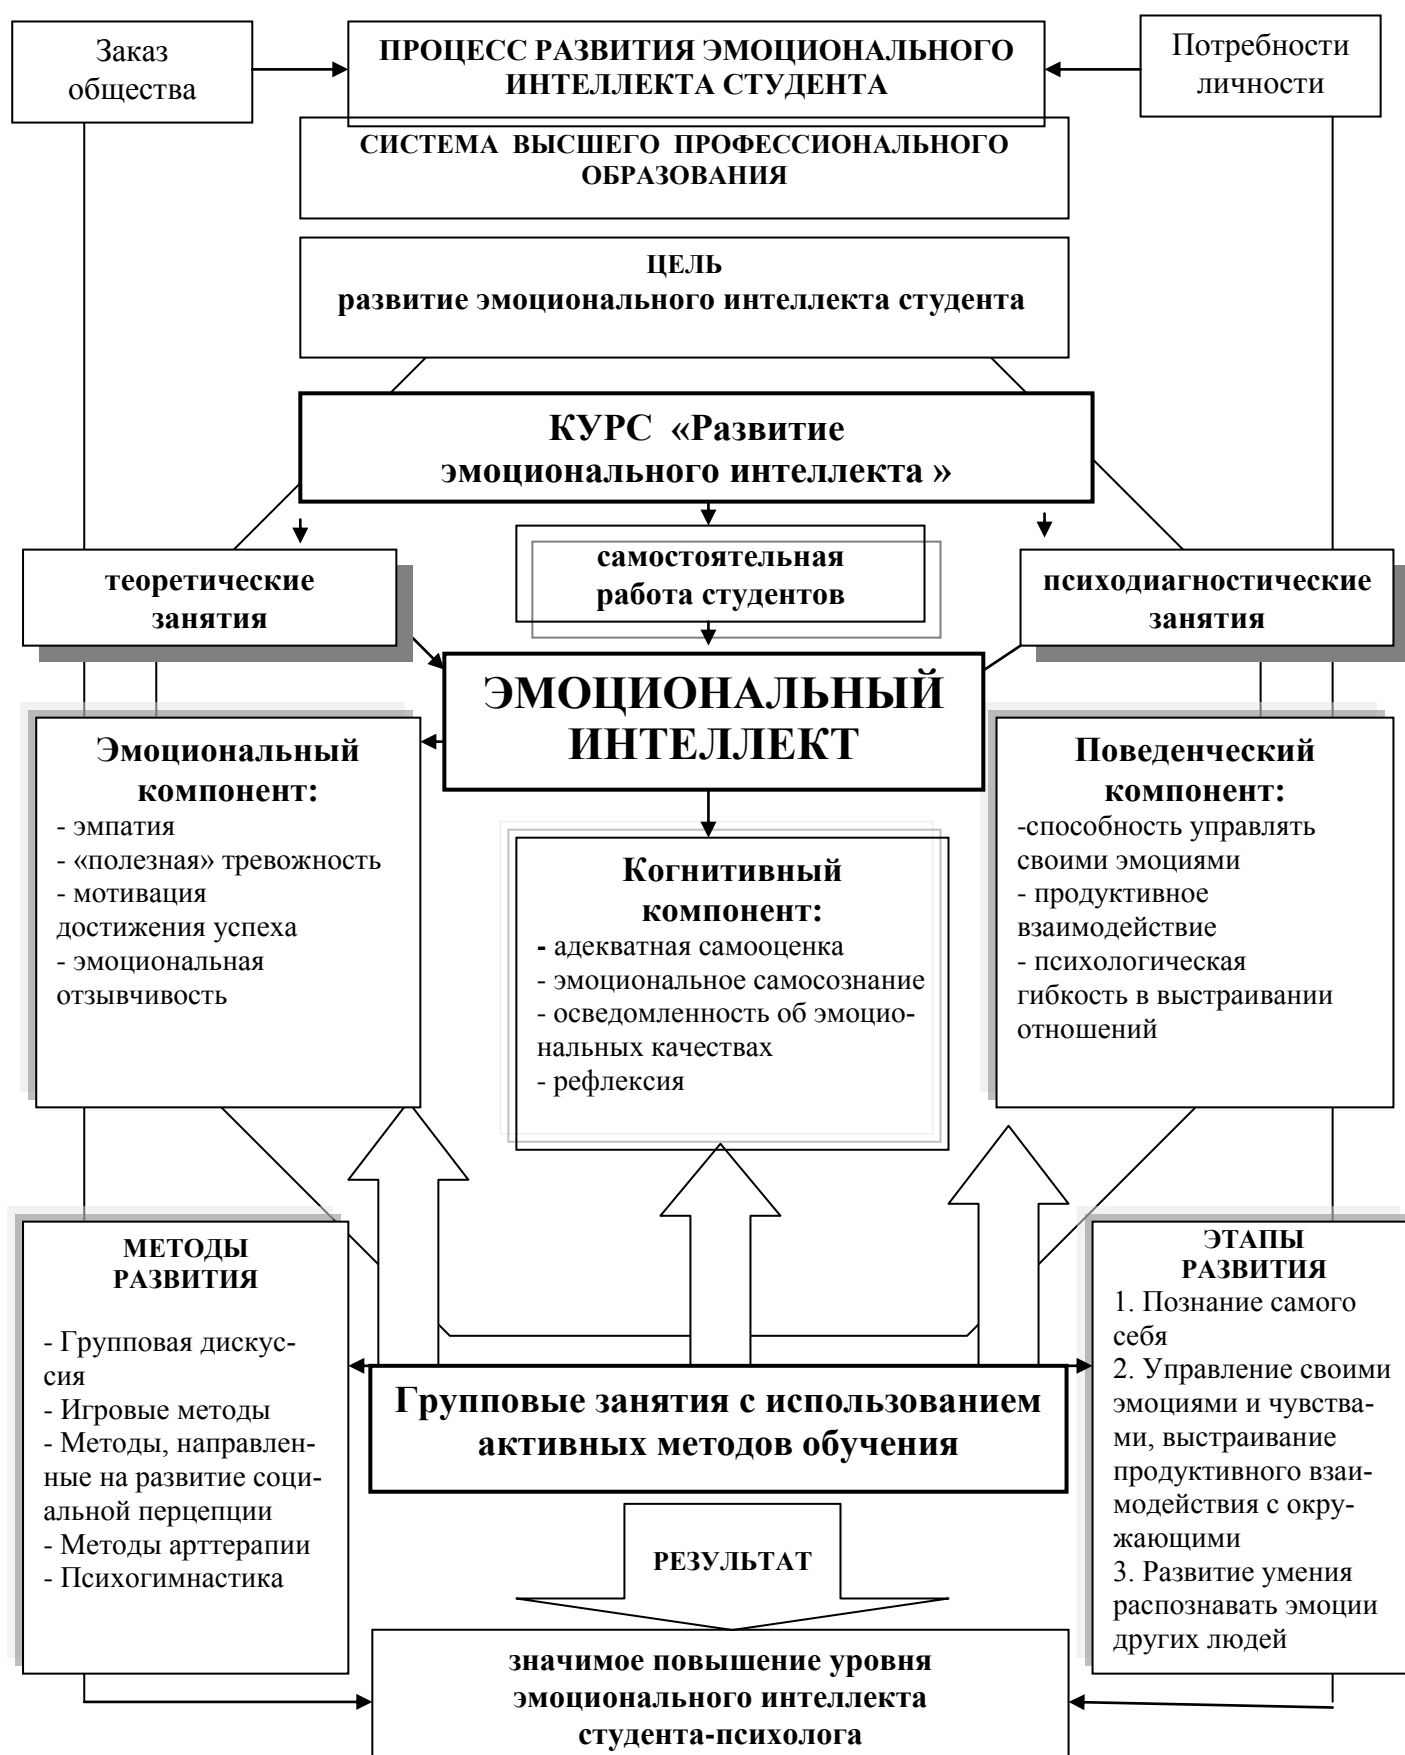 Заказ
общества
ПРОЦЕСС РАЗВИТИЯ ЭМОЦИОНАЛЬНОГО
ИНТЕЛЛЕКТА СТУДЕНТА
Потребности
личности
СИСТЕМА ВЫСШЕГО ПРОФЕССИОНАЛЬНОГО
ОБРАЗОВАНИЯ
ЦЕЛЬ
развитие эмоционального интеллекта студента
КУРС «Развитие
эмоционального интеллекта »
теоретические
занятия
самостоятельная
работа студентов
психодиагностические
занятия
ЭМОЦИОНАЛЬНЫЙ
ИНТЕЛЛЕКТ
Эмоциональный
компонент:
- эмпатия
- «полезная» тревожность
- мотивация
достижения успеха
- эмоциональная
отзывчивость
Когнитивный
компонент:
- адекватная самооценка
- эмоциональное самосознание
- осведомленность об эмоцио-
нальных качествах
- рефлексия
Поведенческий
компонент:
-способность управлять
своими эмоциями
- продуктивное
взаимодействие
- психологическая
гибкость в выстраивании
отношений
МЕТОДЫ
РАЗВИТИЯ
- Групповая дискус-
сия
- Игровые методы
- Методы, направлен-
ные на развитие соци-
альной перцепции
- Методы арттерапии
- Психогимнастика
Групповые занятия с использованием
активных методов обучения
ЭТАПЫ
РАЗВИТИЯ
1. Познание самого
себя
2. Управление своими
эмоциями и чувства-
ми, выстраивание
продуктивного взаи-
модействия с окру-
жающими
3. Развитие умения
распознавать эмоции
других людей
РЕЗУЛЬТАТ
значимое повышение уровня
эмоционального интеллекта
студента-психолога